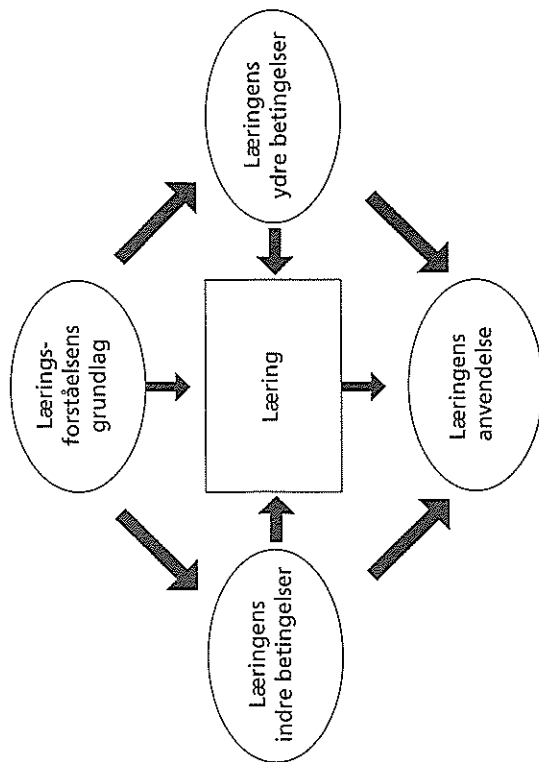 Lærings-
forståelsens
grundlag
Læringens
indre betingelser
Læring
Læringens
ydre betingelser
Læringens
anvendelse